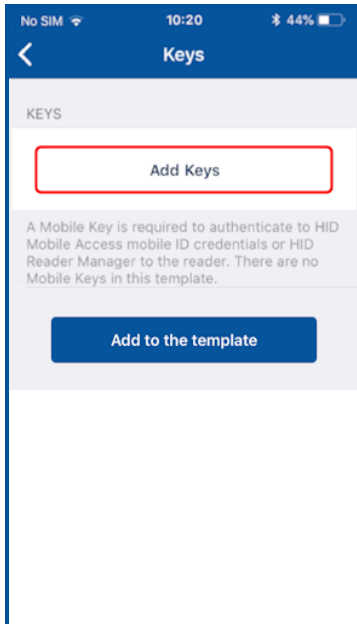 No SIM 10:20 44%
Keys
KEYS
Add Keys
A Mobile Key is required to authenticate to HID
Mobile Access mobile ID credentials or HID
Reader Manager to the reader. There are no
Mobile Keys in this template.
Add to the template